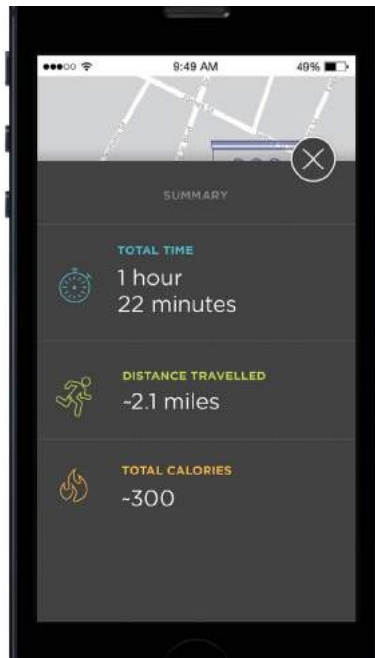 9:49 AM
49%
SUMMARY
TOTAL TIME
1 hour
22 minutes
DISTANCE TRAVELLED
~2.1 miles
TOTAL CALORIES
~300